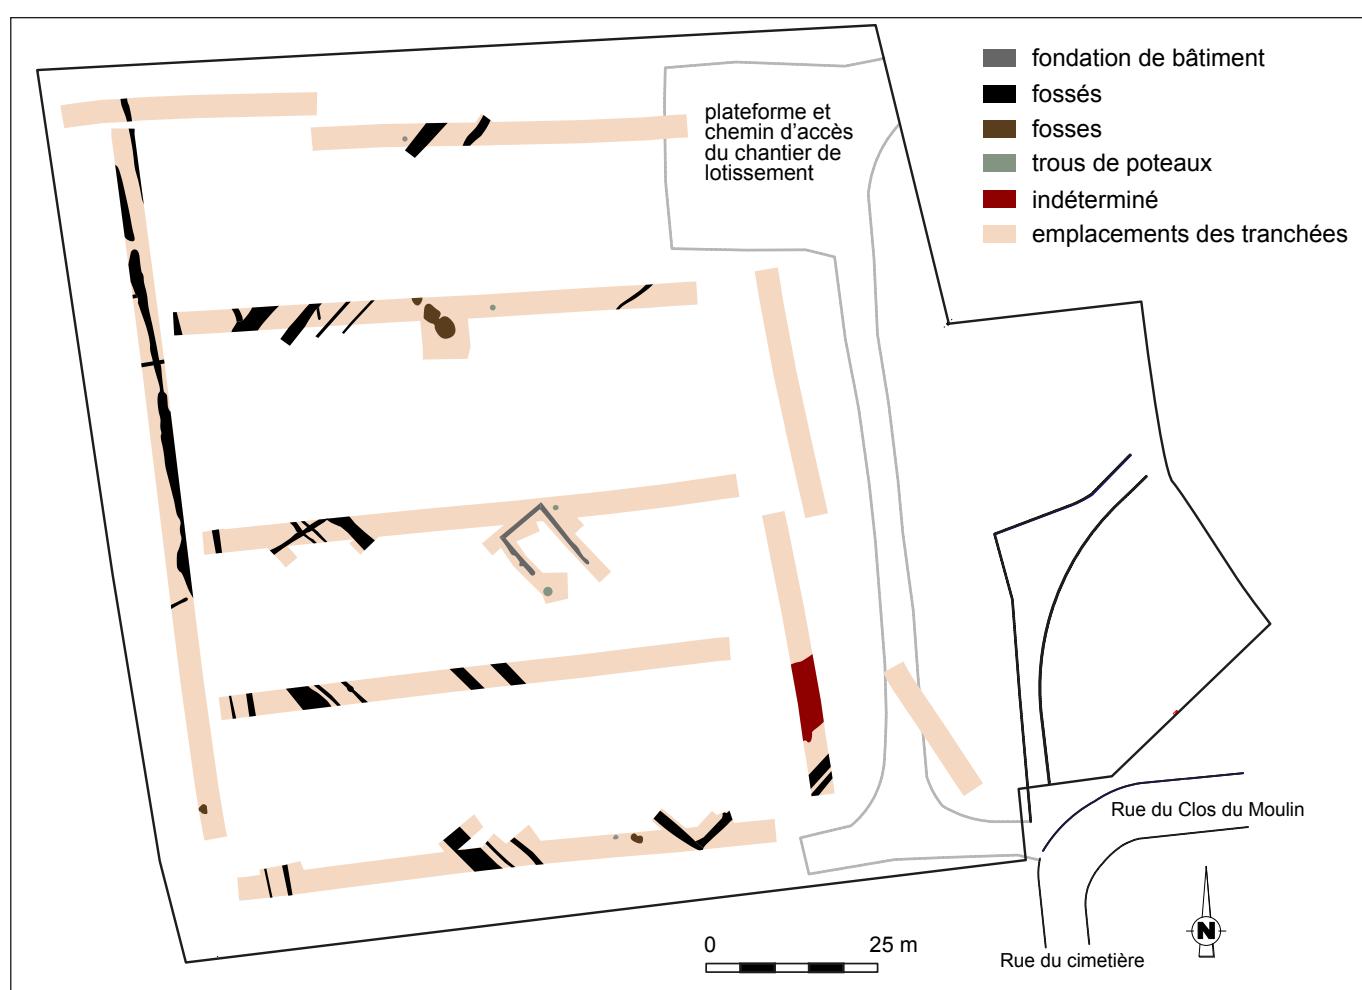 plateforme et
chemin d'accès
du chantier de
lotissement
fondation de bâtiment
fossés
fosses
trous de poteaux
indéterminé
emplacements des tranchées
Rue du Clos du Moulin
Rue du cimetière
0 25 m
N